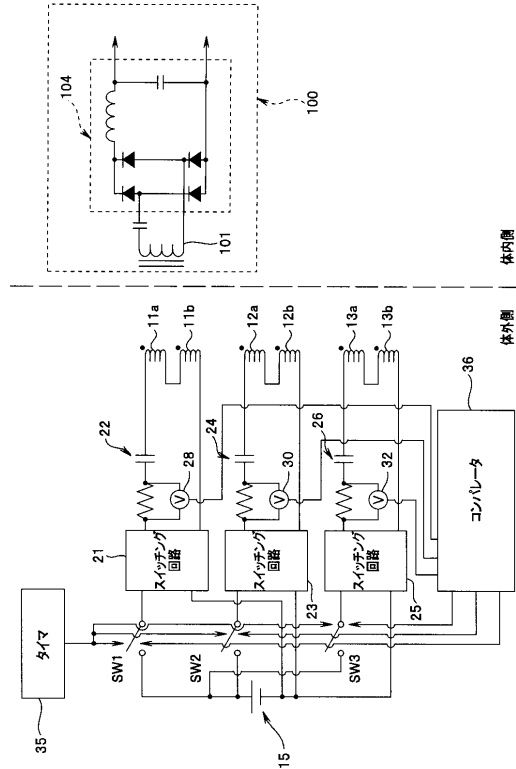 35
タイマ
SW1
SW2
SW3
15
21
スイッチング
回路
22
V
28
11a
11b
23
スイッチング
回路
24
V
30
12a
12b
25
スイッチング
回路
26
V
32
13a
13b
36
コンパレータ
体外側
体内側
104
101
100